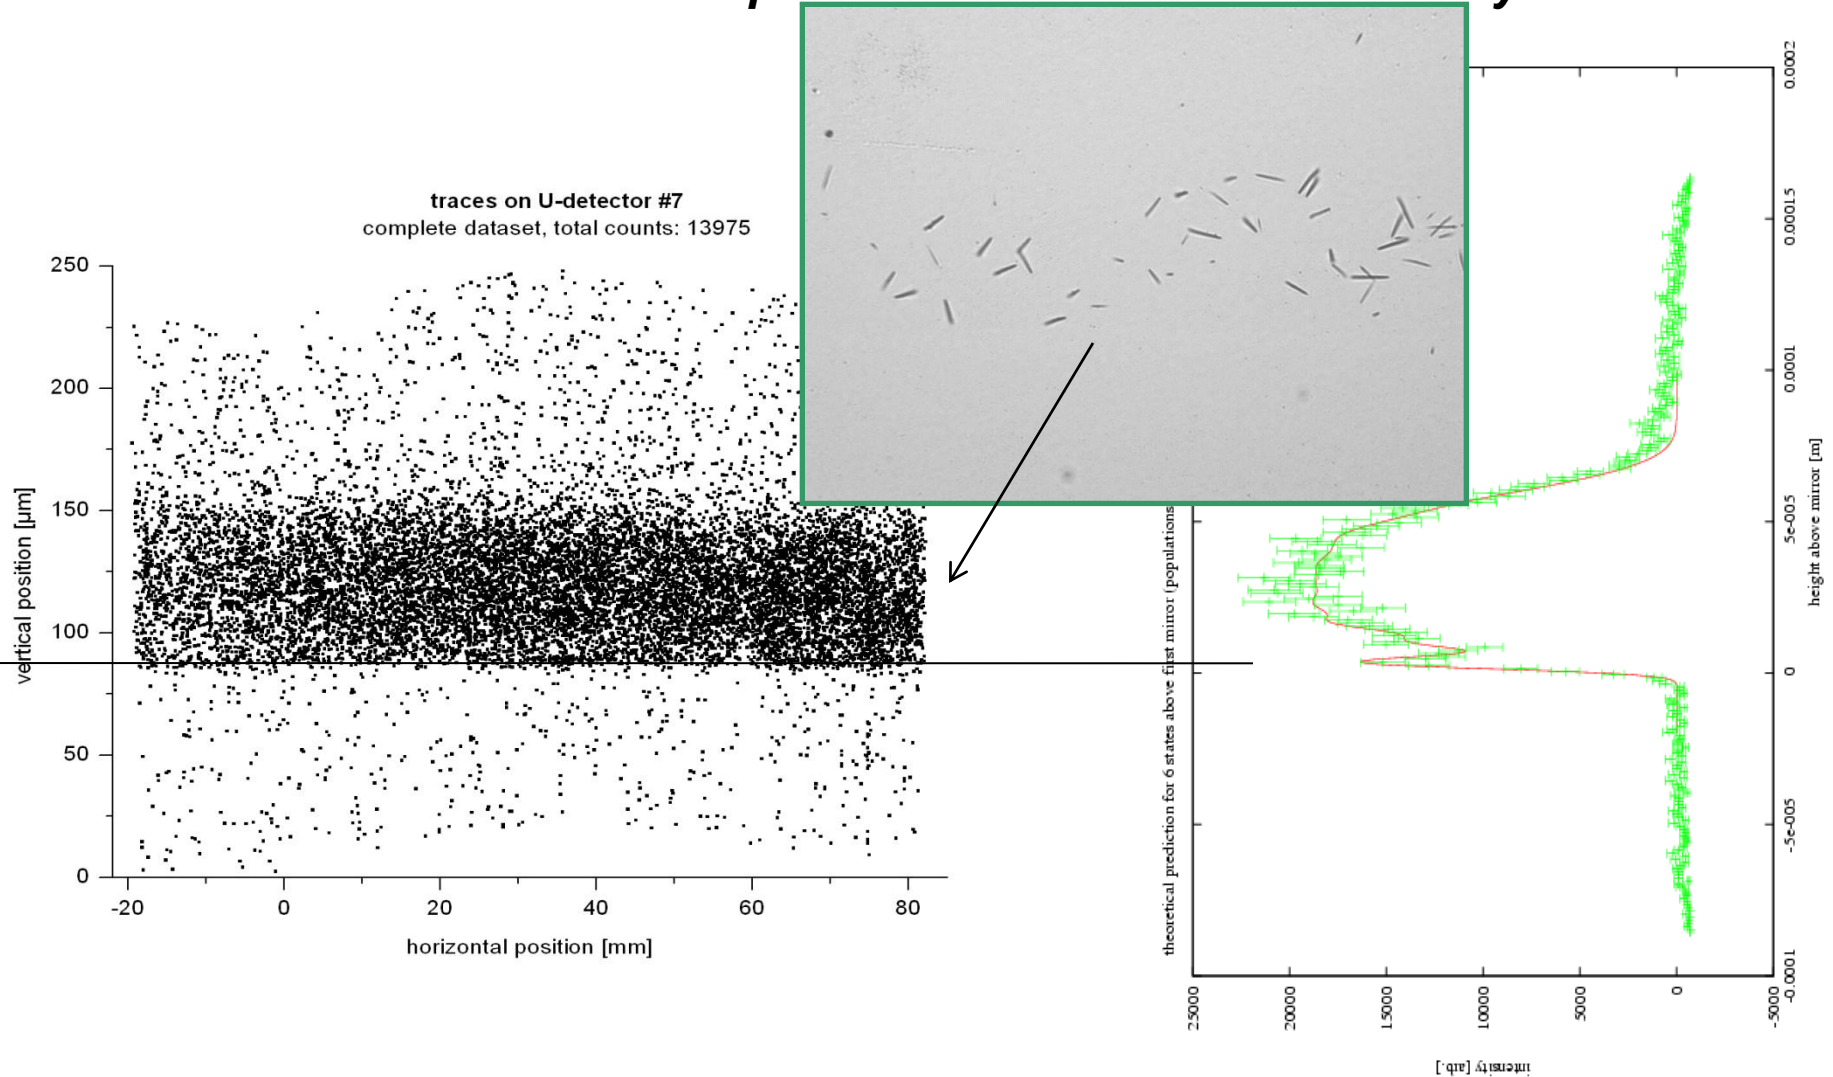 traces on U-detector #7
complete dataset, total counts: 13975
vertical position [µm]
250
200
150
100
50
0
-20
0
20
40
60
80
horizontal position [mm]
theoretical prediction for 6 states above first mirror (populations
0.0002
0.00015
0.0001
5e-005
0
-5e-005
-0.0001
height above mirror [m]
25000
20000
15000
10000
5000
0
-5000
intensity [arb.]